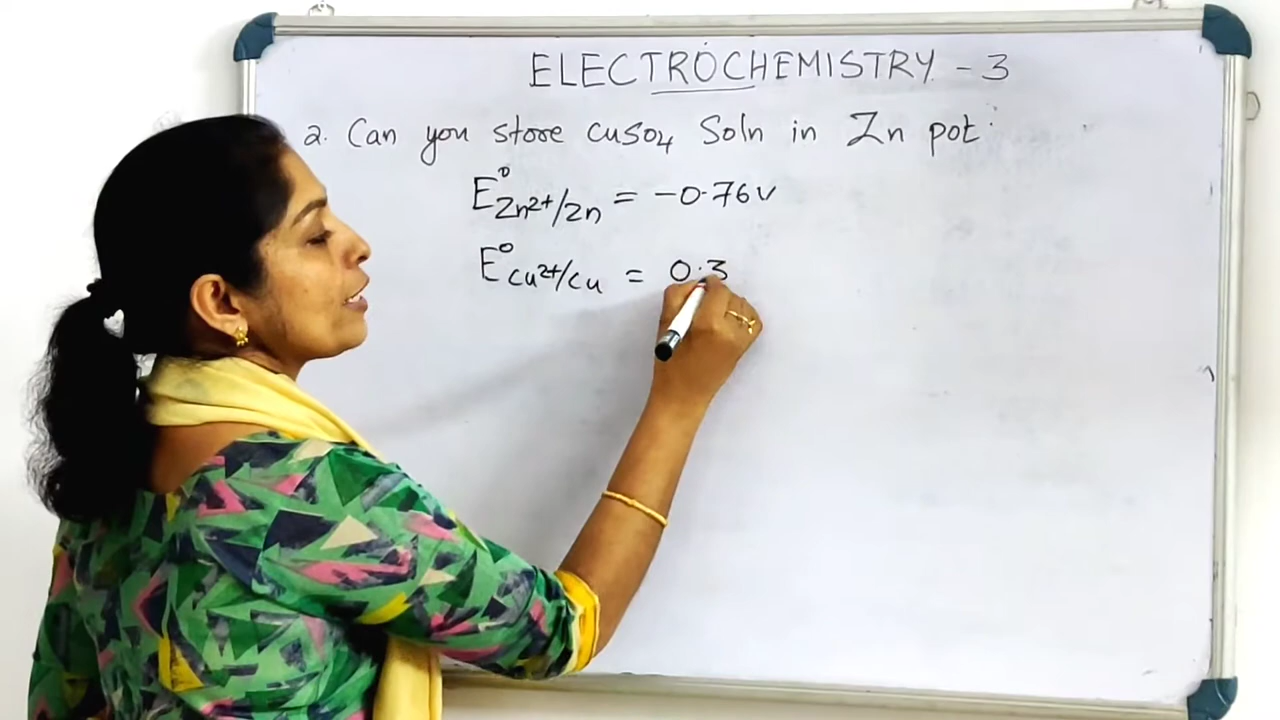 ELECTROCHEMISTRY - 3
2. Can you store CuSO4 Soln in Zn pot.
E° Zn2+/Zn = -0.76V
E° Cu2+/Cu = 0.3